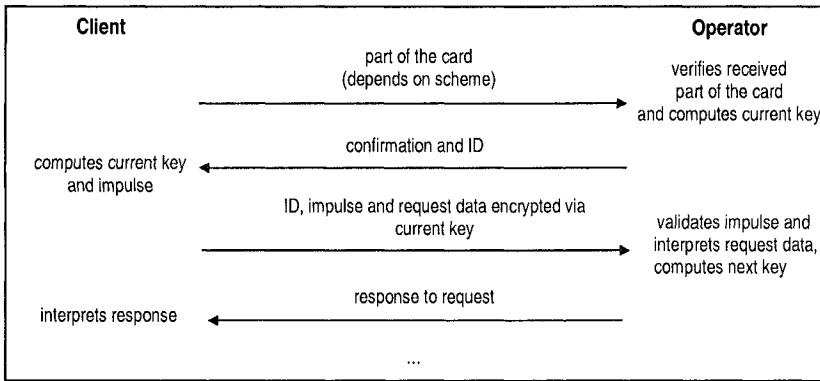 Client
Operator
part of the card
(depends on scheme)
verifies received
part of the card
and computes current key
confirmation and ID
computes current key
and impulse
ID, impulse and request data encrypted via
current key
validates impulse and
interprets request data,
computes next key
response to request
interprets response
...